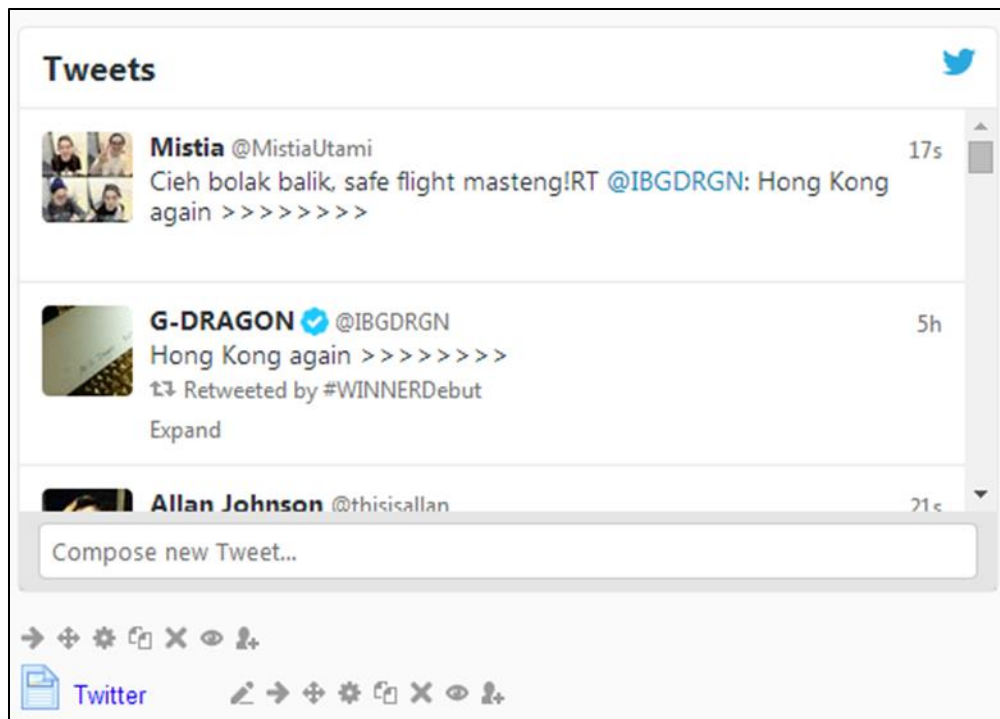 Tweets
Mistia @MistiaUtami 17s
Cieh bolak balik, safe flight masteng!RT @IBGDRGN: Hong Kong
again >>>>>>>>
G-DRAGON @IBGDRGN 5h
Hong Kong again >>>>>>>>
Retweeted by #WINNERDebut
Expand
Allan Johnson @thisisallan 21s
Compose new Tweet...
Twitter